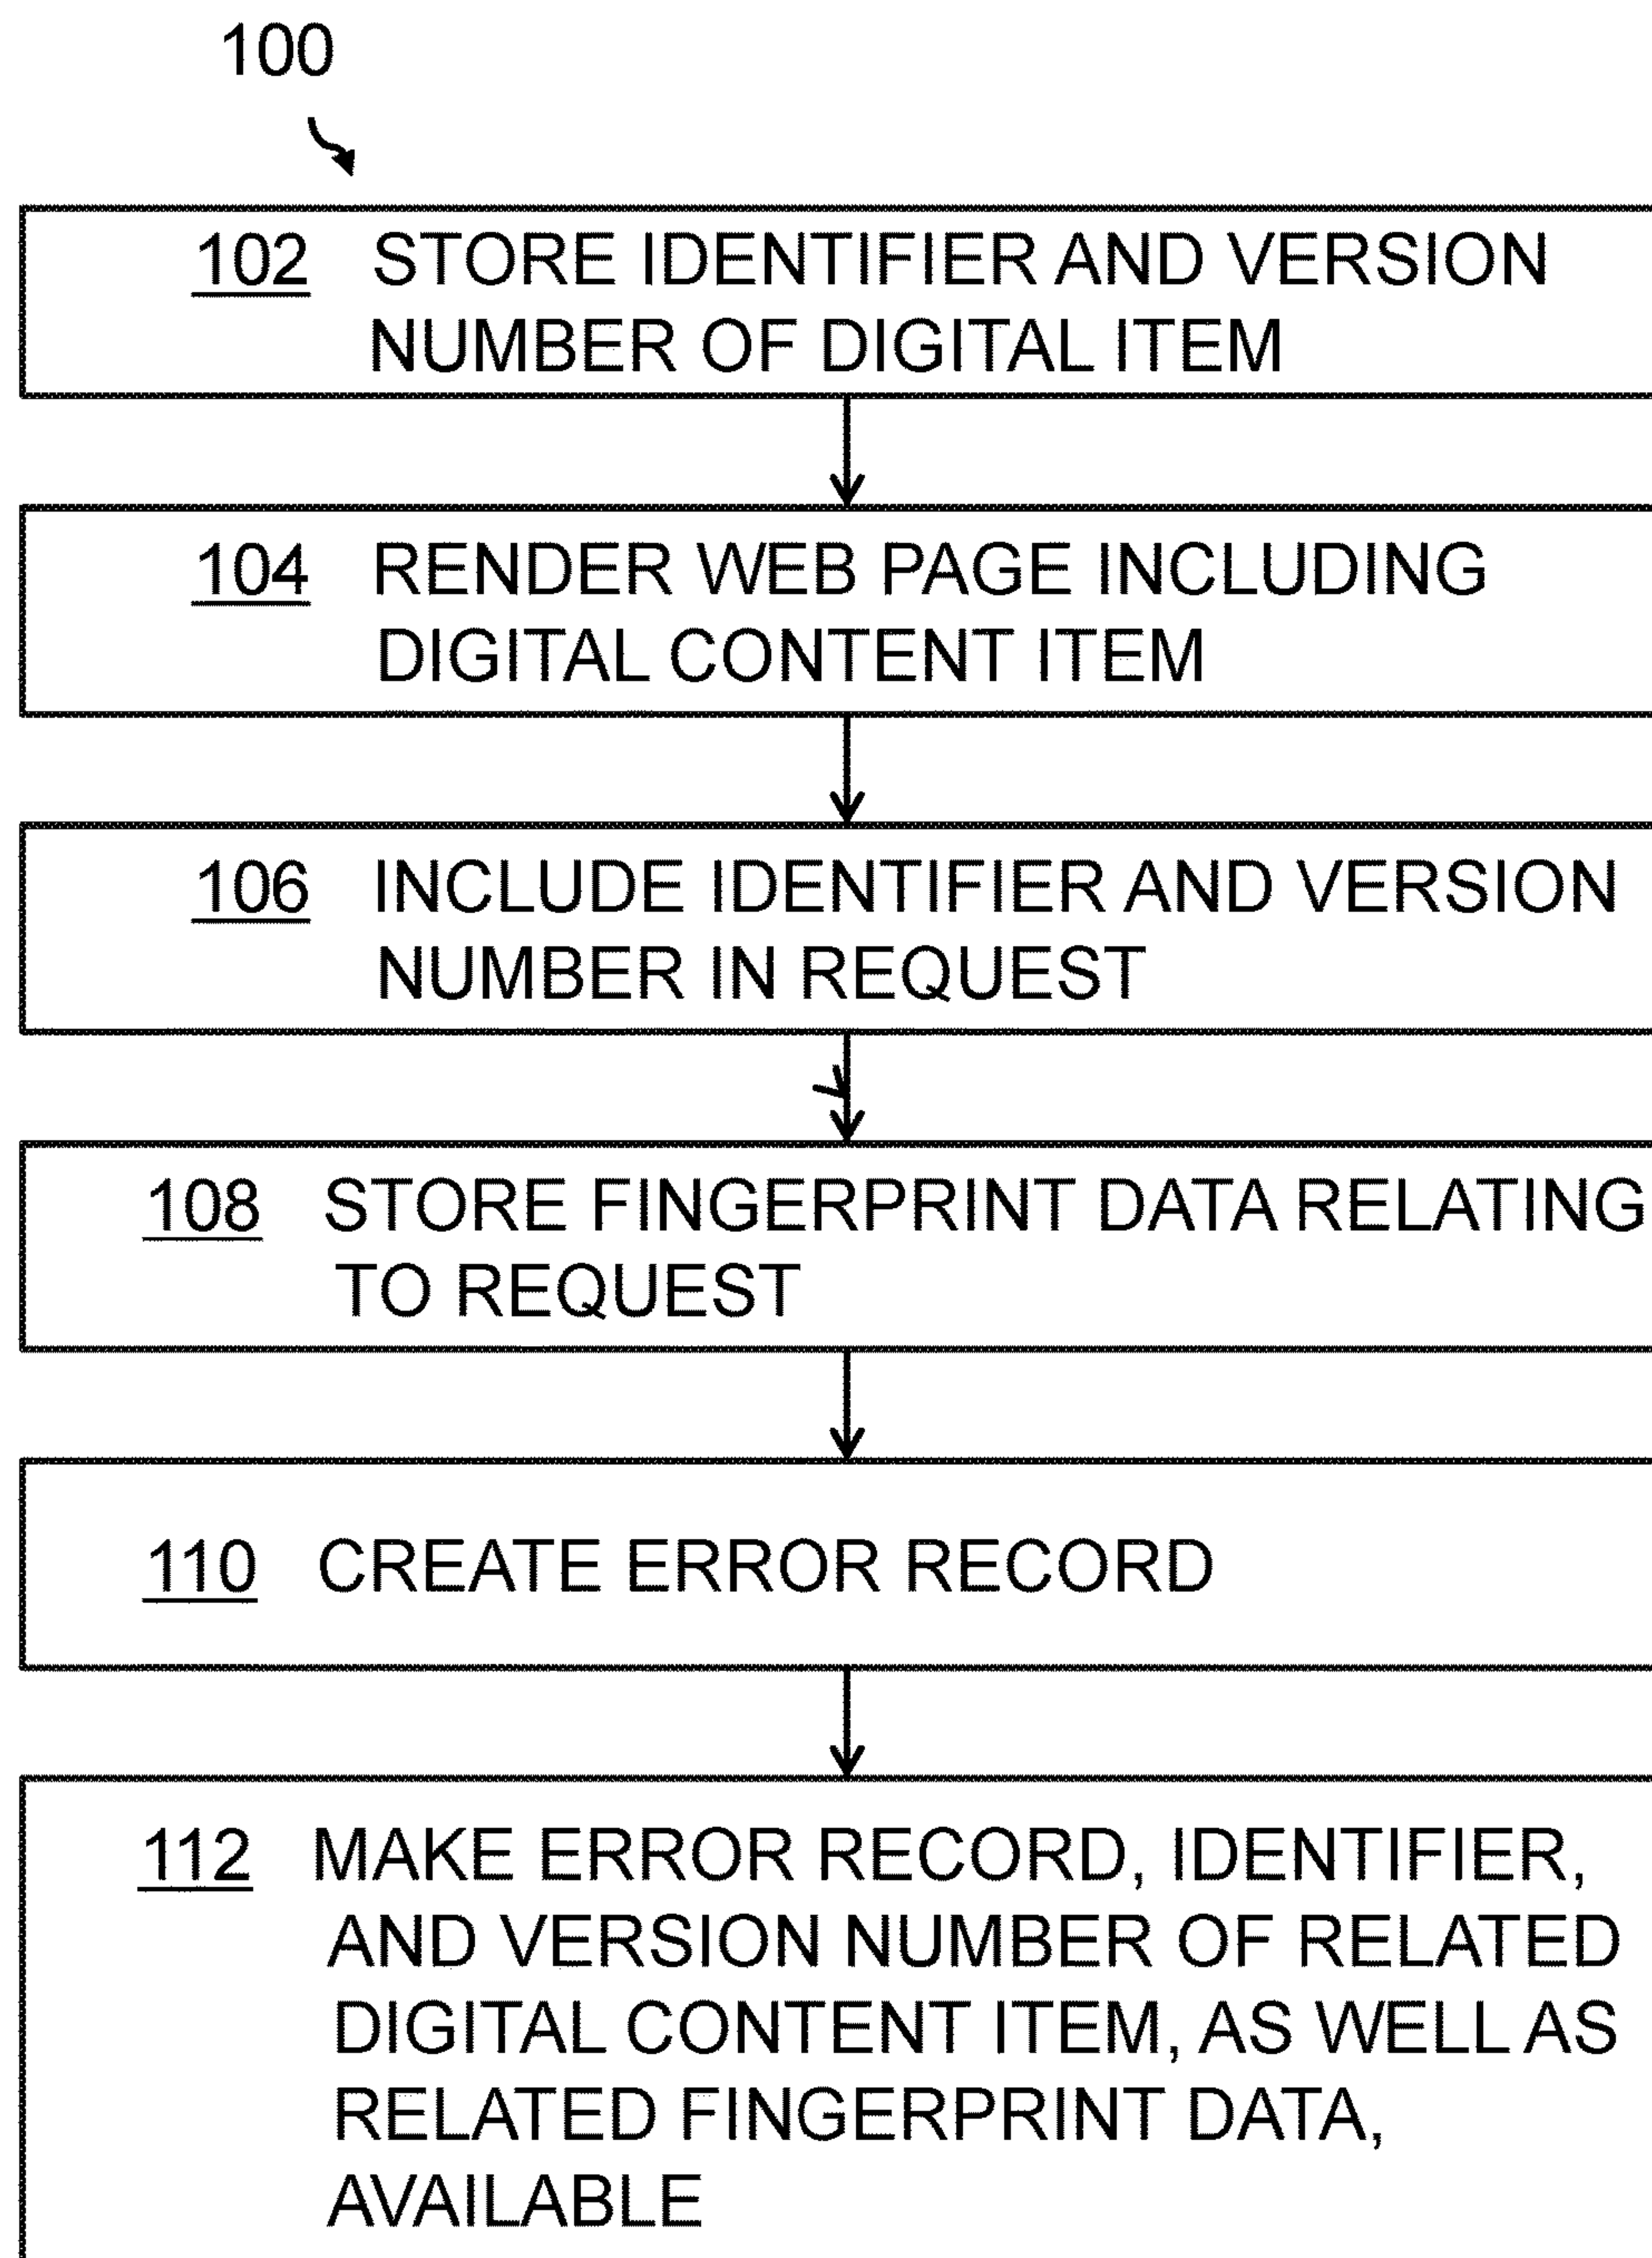 100
102 STORE IDENTIFIER AND VERSION
NUMBER OF DIGITAL ITEM
104 RENDER WEB PAGE INCLUDING
DIGITAL CONTENT ITEM
106 INCLUDE IDENTIFIER AND VERSION
NUMBER IN REQUEST
108 STORE FINGERPRINT DATA RELATING
TO REQUEST
110 CREATE ERROR RECORD
112 MAKE ERROR RECORD, IDENTIFIER,
AND VERSION NUMBER OF RELATED
DIGITAL CONTENT ITEM, AS WELL AS
RELATED FINGERPRINT DATA,
AVAILABLE